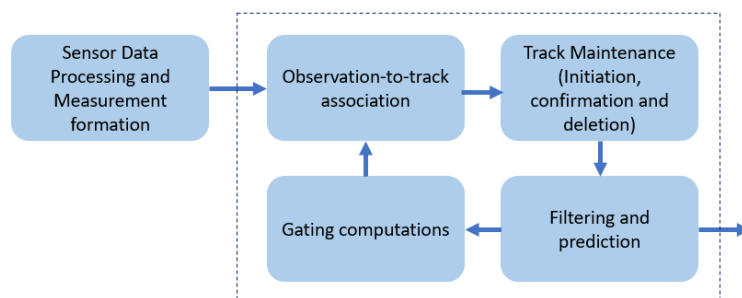 Sensor Data
Processing and
Measurement
formation
Observation-to-track
association
Track Maintenance
(Initiation,
confirmation and
deletion)
Gating computations
Filtering and
prediction